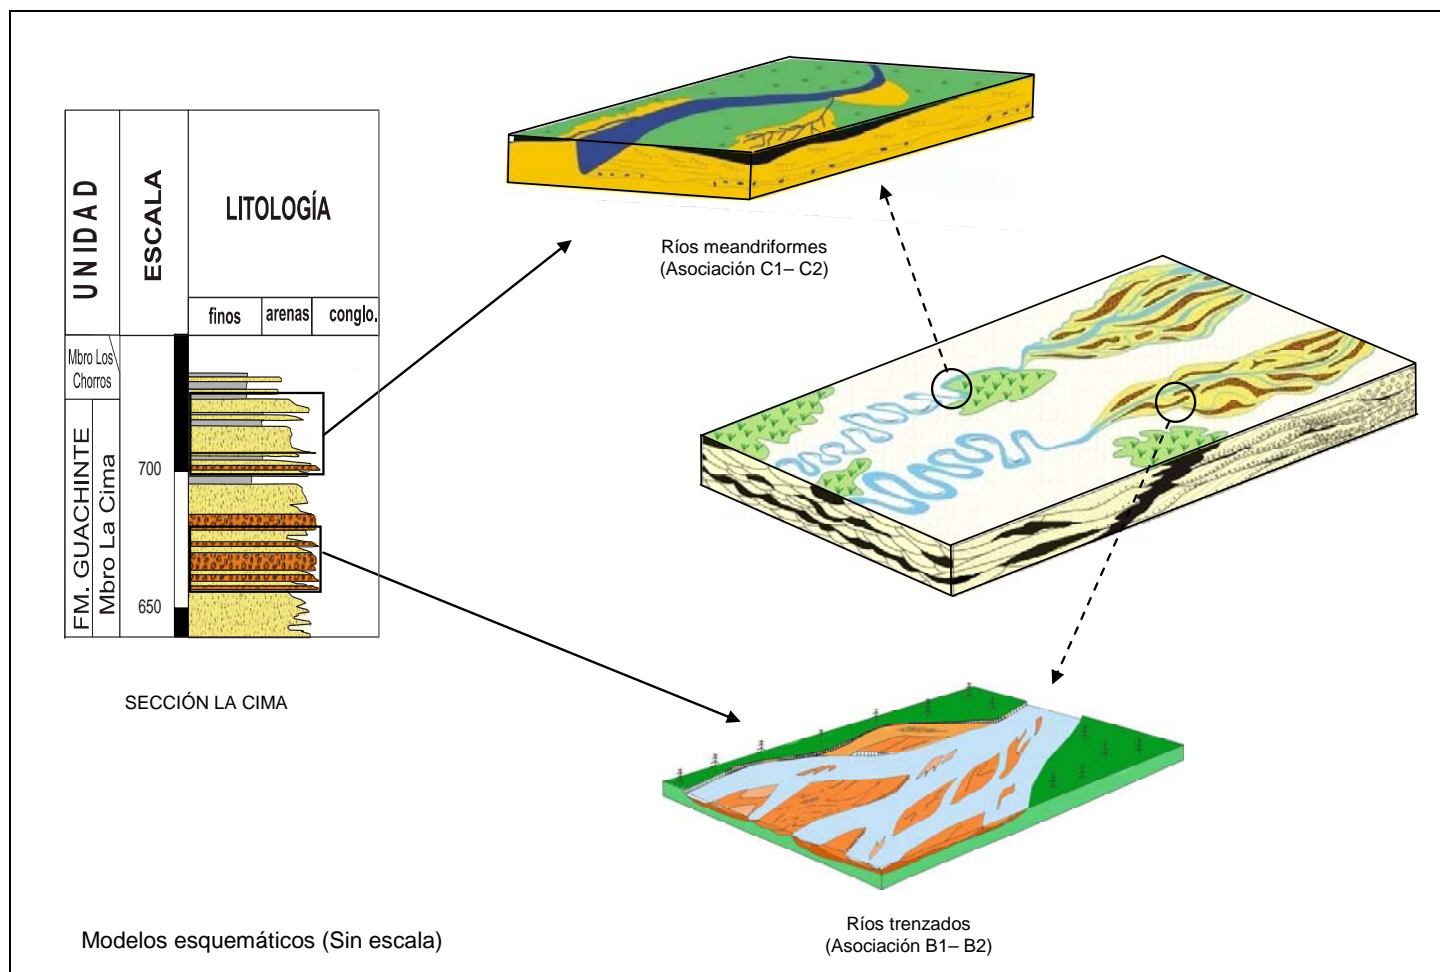 UNIDAD
ESCALA
LITOLOGÍA
finos
arenas
conglo.
Mbro Los
Chorros
FM. GUACHINTE
Mbro La Cima
700
650
SECCIÓN LA CIMA
Ríos meandriformes
(Asociación C1– C2)
Ríos trenzados
(Asociación B1– B2)
Modelos esquemáticos (Sin escala)